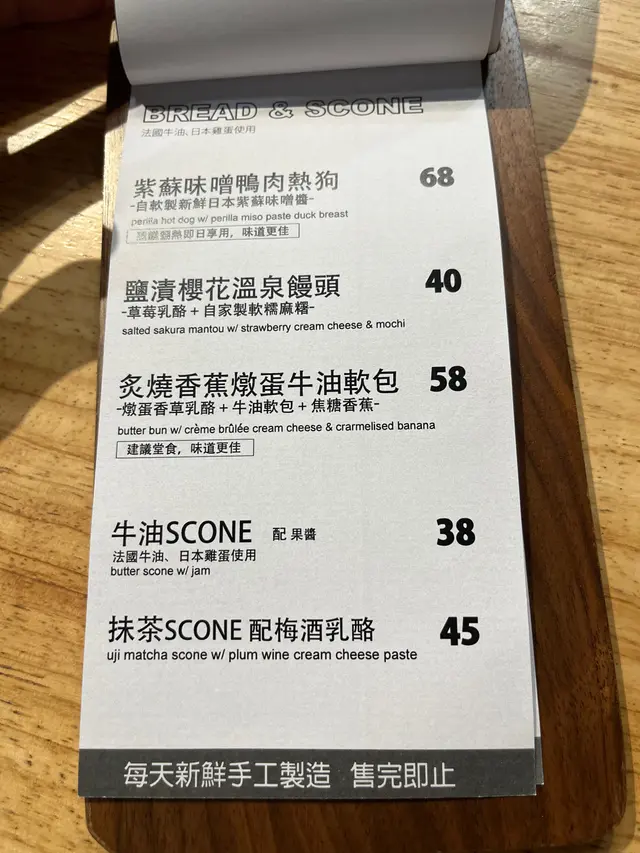 BREAD & SCONE
法國牛油、日本雞蛋使用
紫蘇味噌鴨肉熱狗 68
-自軟製新鮮日本紫蘇味噌醬-
perilla hot dog w/ perilla miso paste duck breast
即日享用，味道更佳
鹽漬櫻花溫泉饅頭 40
-草莓乳酪＋自家製軟糯麻糬-
salted sakura mantou w/ strawberry cream cheese & mochi
炙燒香蕉燉蛋牛油軟包 58
-燉蛋香草乳酪＋牛油軟包＋焦糖香蕉-
butter bun w/ crème brûlée cream cheese & crarmelised banana
建議堂食，味道更佳
牛油SCONE 配 果醬 38
法國牛油、日本雞蛋使用
butter scone w/ jam
抹茶SCONE 配梅酒乳酪 45
uji matcha scone w/ plum wine cream cheese paste
每天新鮮手工製造 售完即止